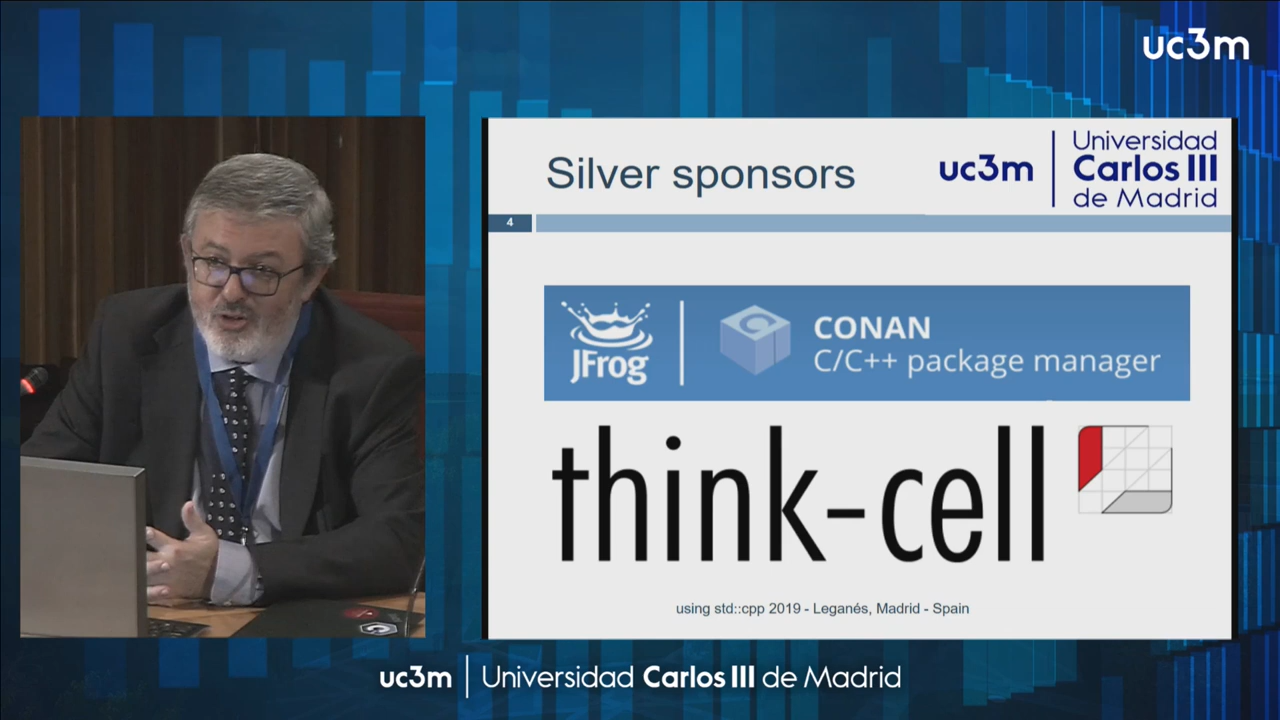 uc3m
Silver sponsors
uc3m
Universidad
Carlos III
de Madrid
4
JFrog
CONAN
C/C++ package manager
think-cell
using std::cpp 2019 - Leganés, Madrid - Spain
uc3m | Universidad Carlos III de Madrid